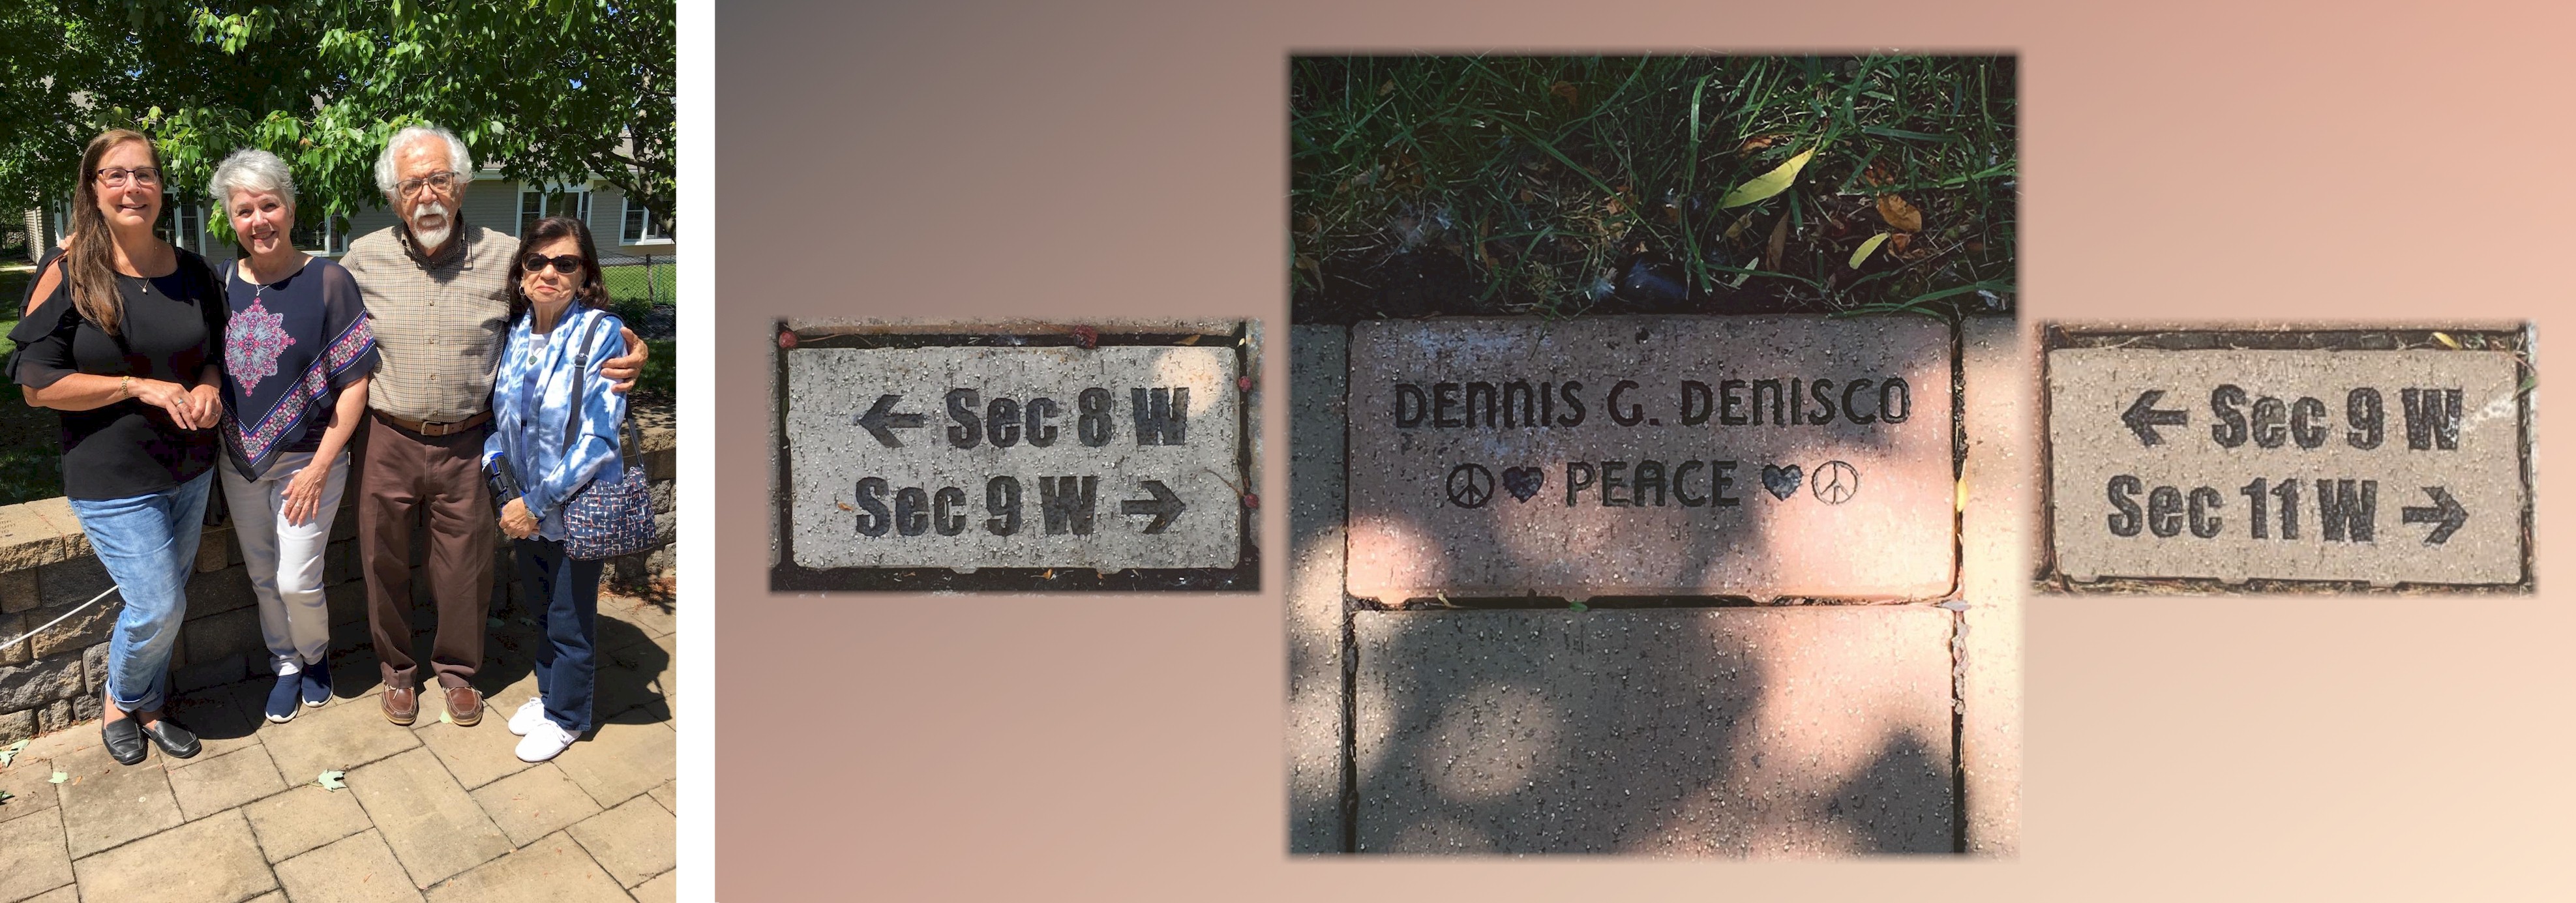 ← Sec 8 W
Sec 9 W →
DENNIS G. DENISCO
☮♥ PEACE ♥☮
← Sec 9 W
Sec 11 W →